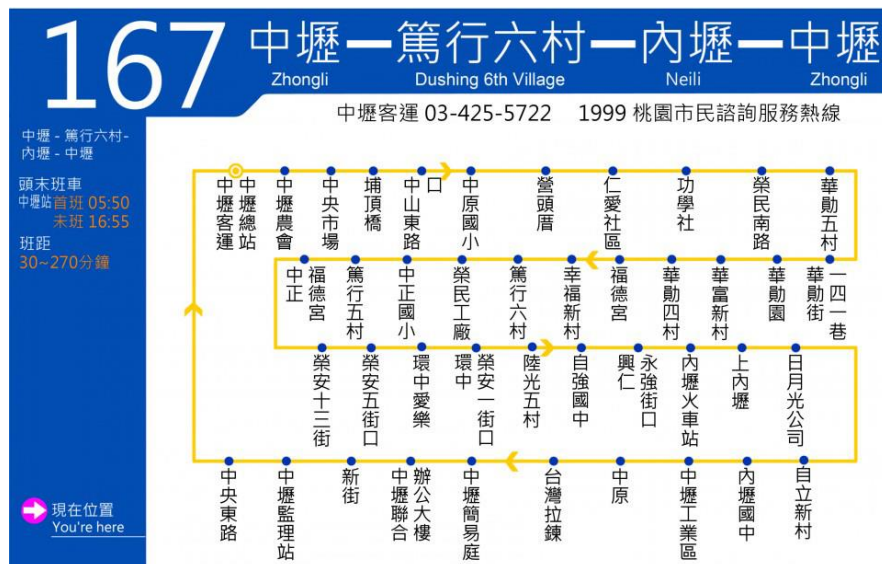 167
中壢－篤行六村－內壢－中壢
Zhongli Dushing 6th Village Neili Zhongli
中壢客運 03-425-5722 1999 桃園市民諮詢服務熱線
中壢 - 篤行六村-
內壢 - 中壢
頭末班車
中壢站 首班 05:50
末班 16:55
班距
30~270分鐘
現在位置
You're here
中壢客運
中壢總站
中壢農會
中央市場
埔頂橋
中山東路
口
中原國小
營頭厝
仁愛社區
功學社
榮民南路
華勛五村
中正
福德宮
篤行五村
中正國小
榮民工廠
篤行六村
幸福新村
福德宮
華勛四村
華富新村
華勛園
華勛街
一四一巷
榮安十三街
榮安五街口
環中愛樂
環中
榮安一街口
陸光五村
自強國中
興仁
永強街口
內壢火車站
上內壢
日月光公司
中央東路
中壢監理站
新街
中壢聯合
辦公大樓
中壢簡易庭
台灣拉鍊
中原
中壢工業區
內壢國中
自立新村